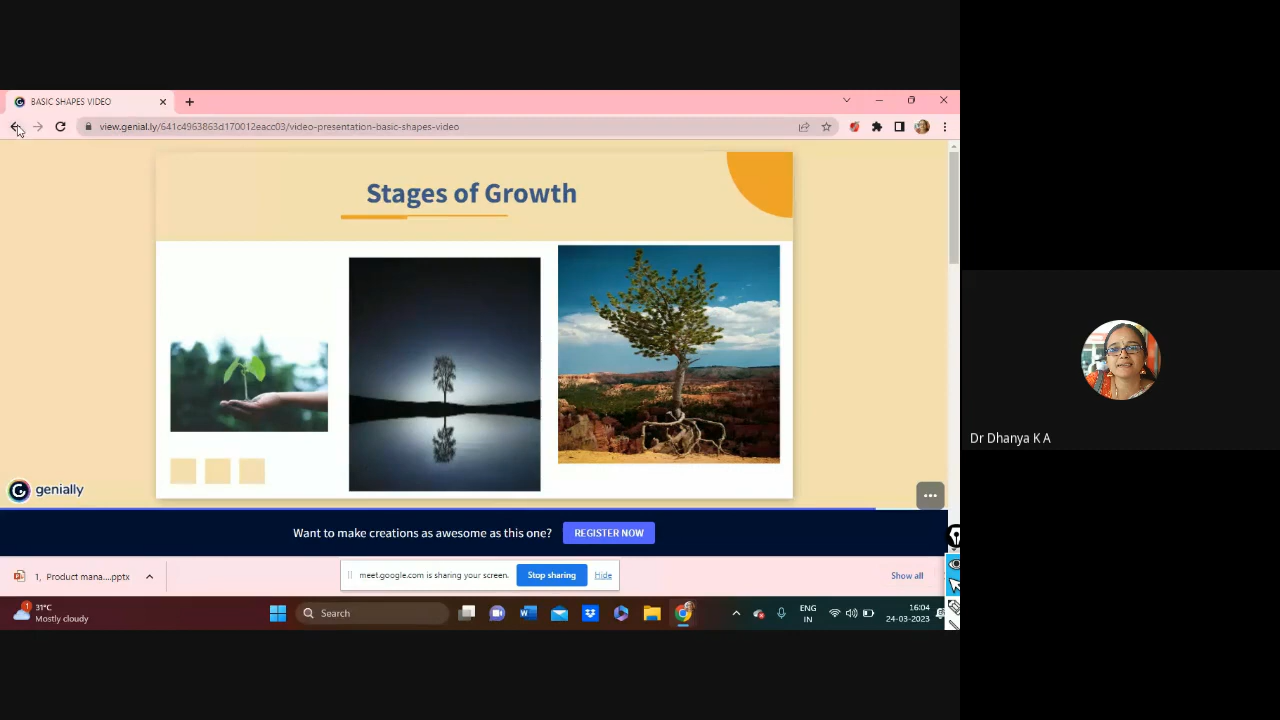 BASIC SHAPES VIDEO
view.genial.ly/641c4963863d170012eacc03/video-presentation-basic-shapes-video
Stages of Growth
genially
Want to make creations as awesome as this one?
REGISTER NOW
1, Product mana....pptx
meet.google.com is sharing your screen.
Stop sharing
Hide
Show all
1
31°C
Mostly cloudy
Search
ENG
IN
16:04
24-03-2023
Dr Dhanya K A